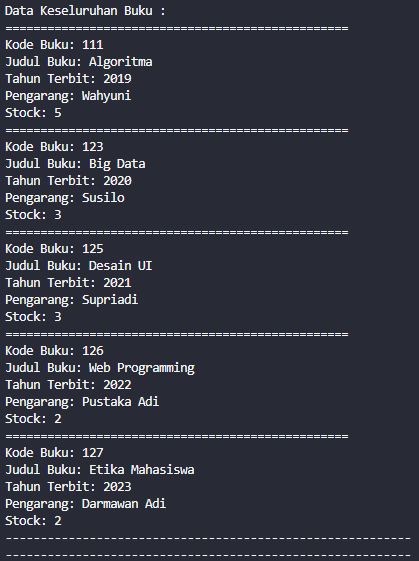 Data Keseluruhan Buku :
=================================================
Kode Buku: 111
Judul Buku: Algoritma
Tahun Terbit: 2019
Pengarang: Wahyuni
Stock: 5
=================================================
Kode Buku: 123
Judul Buku: Big Data
Tahun Terbit: 2020
Pengarang: Susilo
Stock: 3
=================================================
Kode Buku: 125
Judul Buku: Desain UI
Tahun Terbit: 2021
Pengarang: Supriadi
Stock: 3
=================================================
Kode Buku: 126
Judul Buku: Web Programming
Tahun Terbit: 2022
Pengarang: Pustaka Adi
Stock: 2
=================================================
Kode Buku: 127
Judul Buku: Etika Mahasiswa
Tahun Terbit: 2023
Pengarang: Darmawan Adi
Stock: 2
----------------------------------------------------------
----------------------------------------------------------